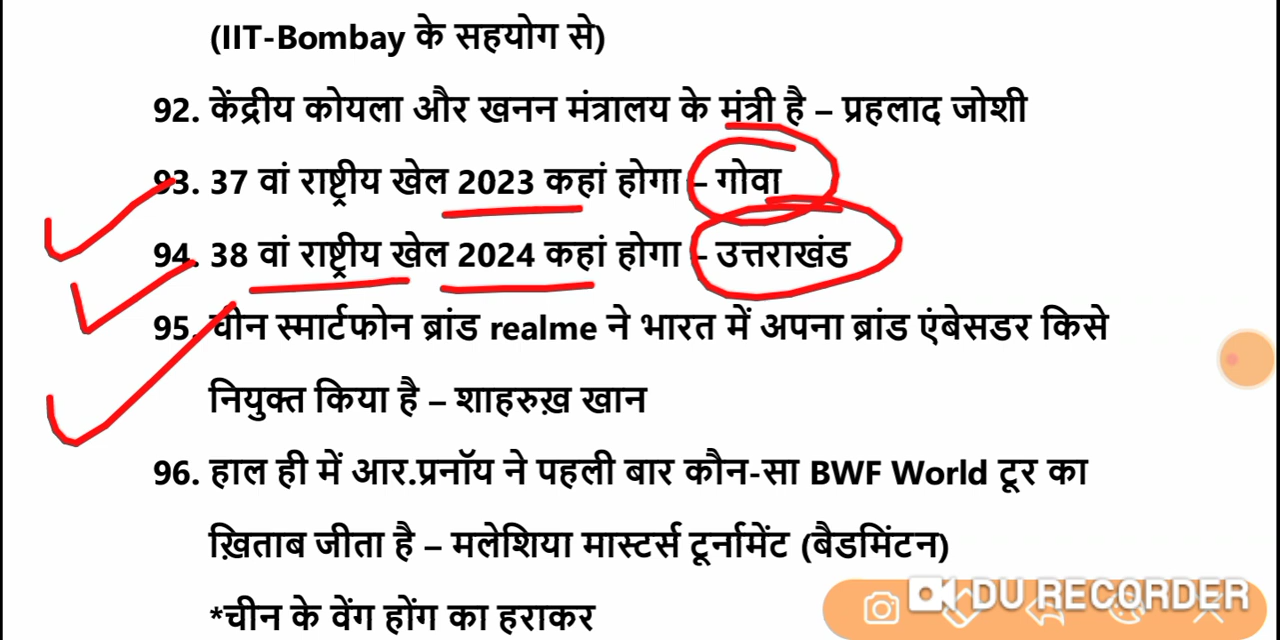 (IIT-Bombay के सहयोग से)
92. केंद्रीय कोयला और खनन मंत्रालय के मंत्री है – प्रहलाद जोशी
93. 37 वां राष्ट्रीय खेल 2023 कहां होगा – गोवा
94. 38 वां राष्ट्रीय खेल 2024 कहां होगा – उत्तराखंड
95. चीन स्मार्टफोन ब्रांड realme ने भारत में अपना ब्रांड एंबेसडर किसे
नियुक्त किया है – शाहरुख़ खान
96. हाल ही में आर.प्रनॉय ने पहली बार कौन-सा BWF World टूर का
ख़िताब जीता है – मलेशिया मास्टर्स टूर्नामेंट (बैडमिंटन)
*चीन के वेंग होंग का हराकर
DU RECORDER